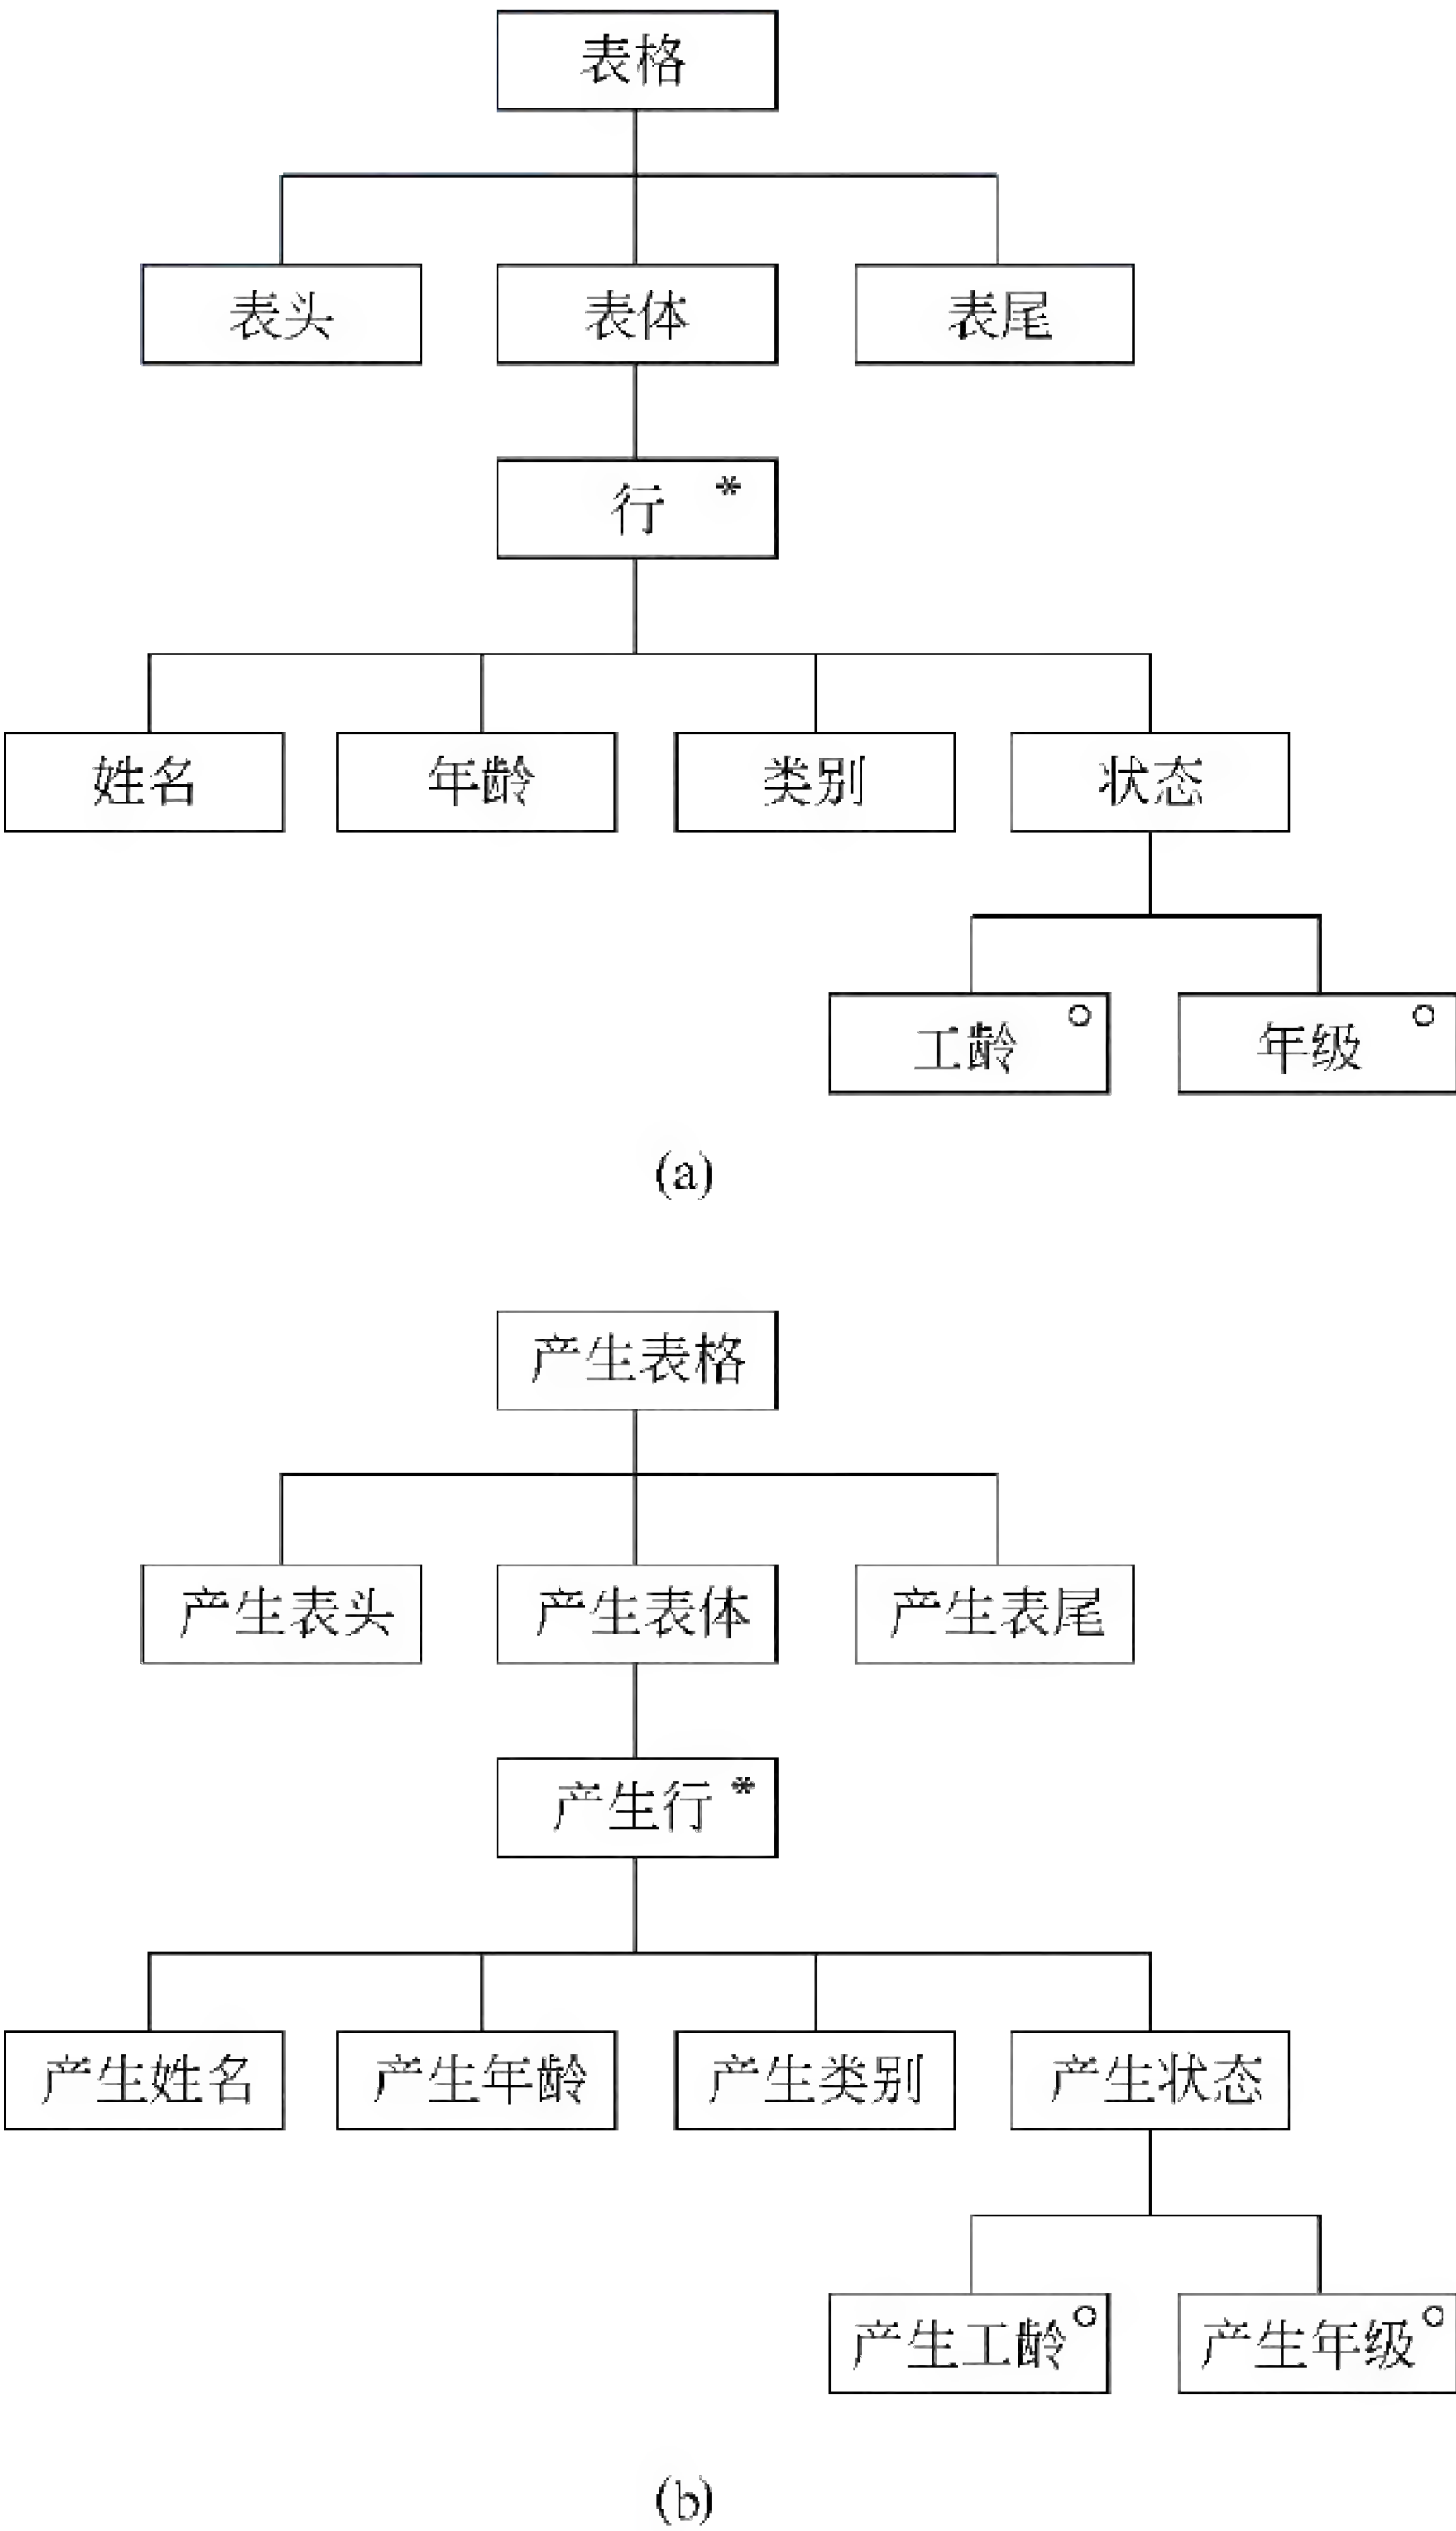 表格
表头 表体 表尾
行 *
姓名 年龄 类别 状态
工龄 ○ 年级 ○
(a)
产生表格
产生表头 产生表体 产生表尾
产生行 *
产生姓名 产生年龄 产生类别 产生状态
产生工龄 ○ 产生年级 ○
(b)